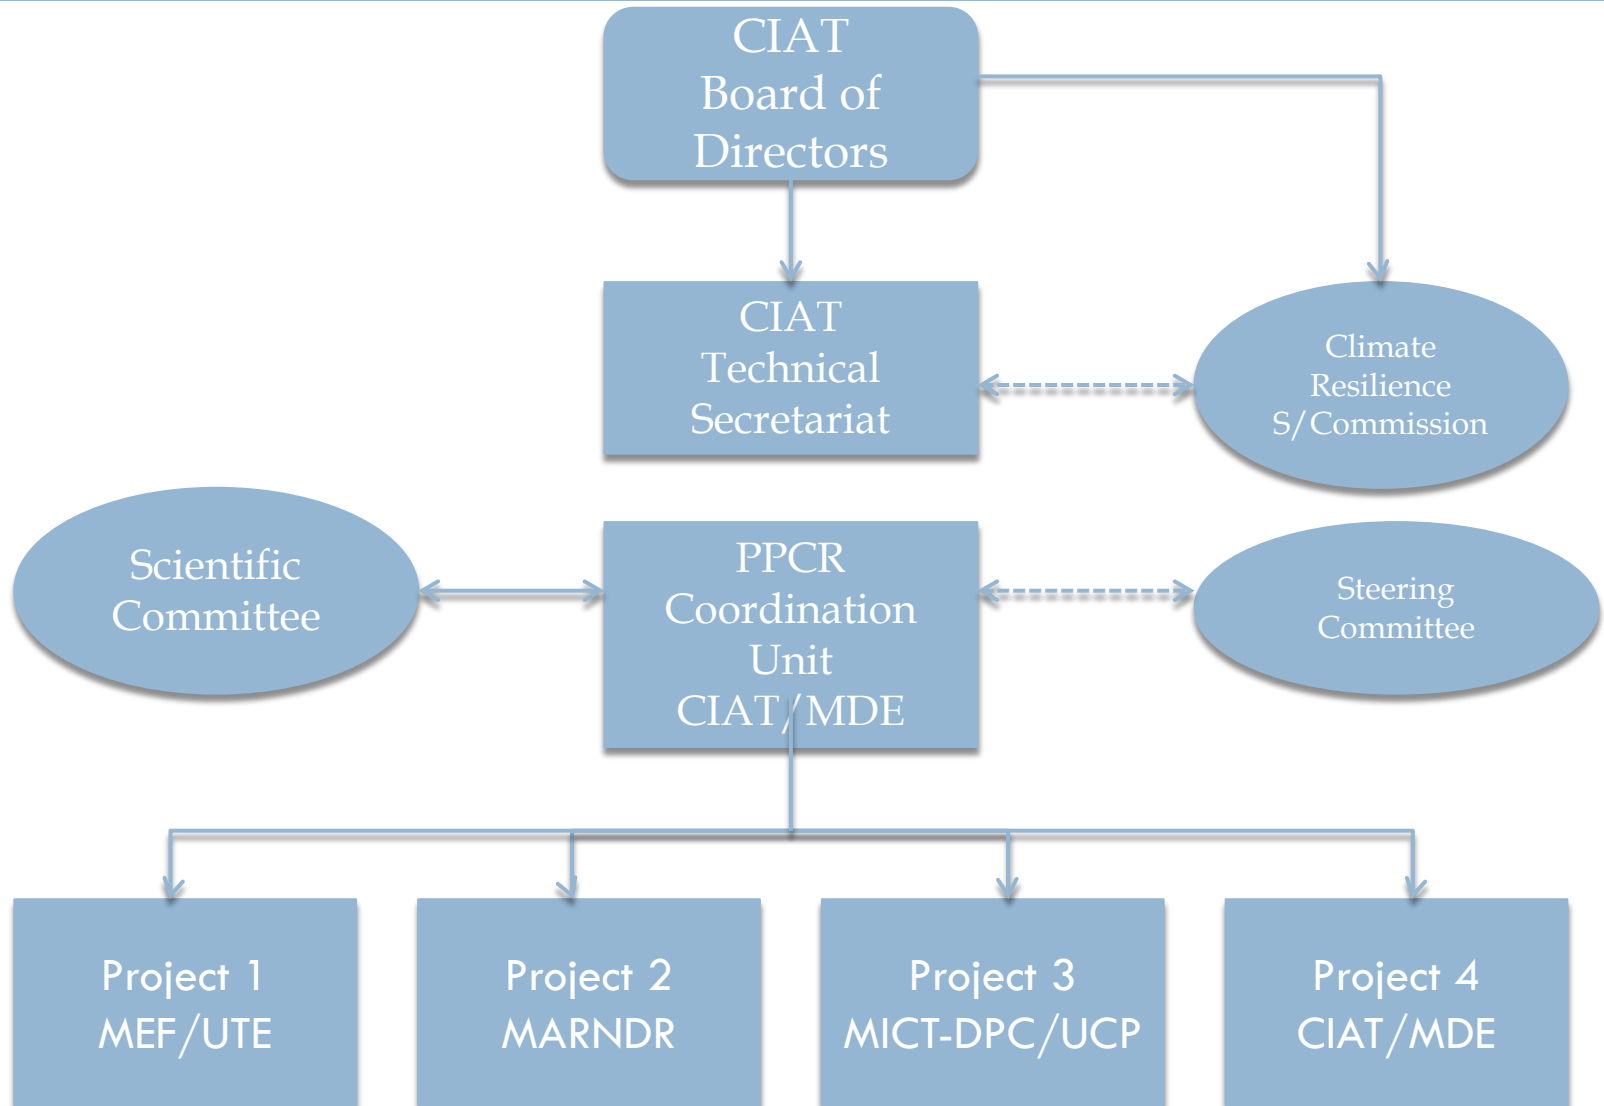 CIAT
Board of
Directors
CIAT
Technical
Secretariat
Climate
Resilience
S/Commission
Scientific
Committee
PPCR
Coordination
Unit
CIAT/MDE
Steering
Committee
Project 1
MEF/UTE
Project 2
MARNDR
Project 3
MICT-DPC/UCP
Project 4
CIAT/MDE